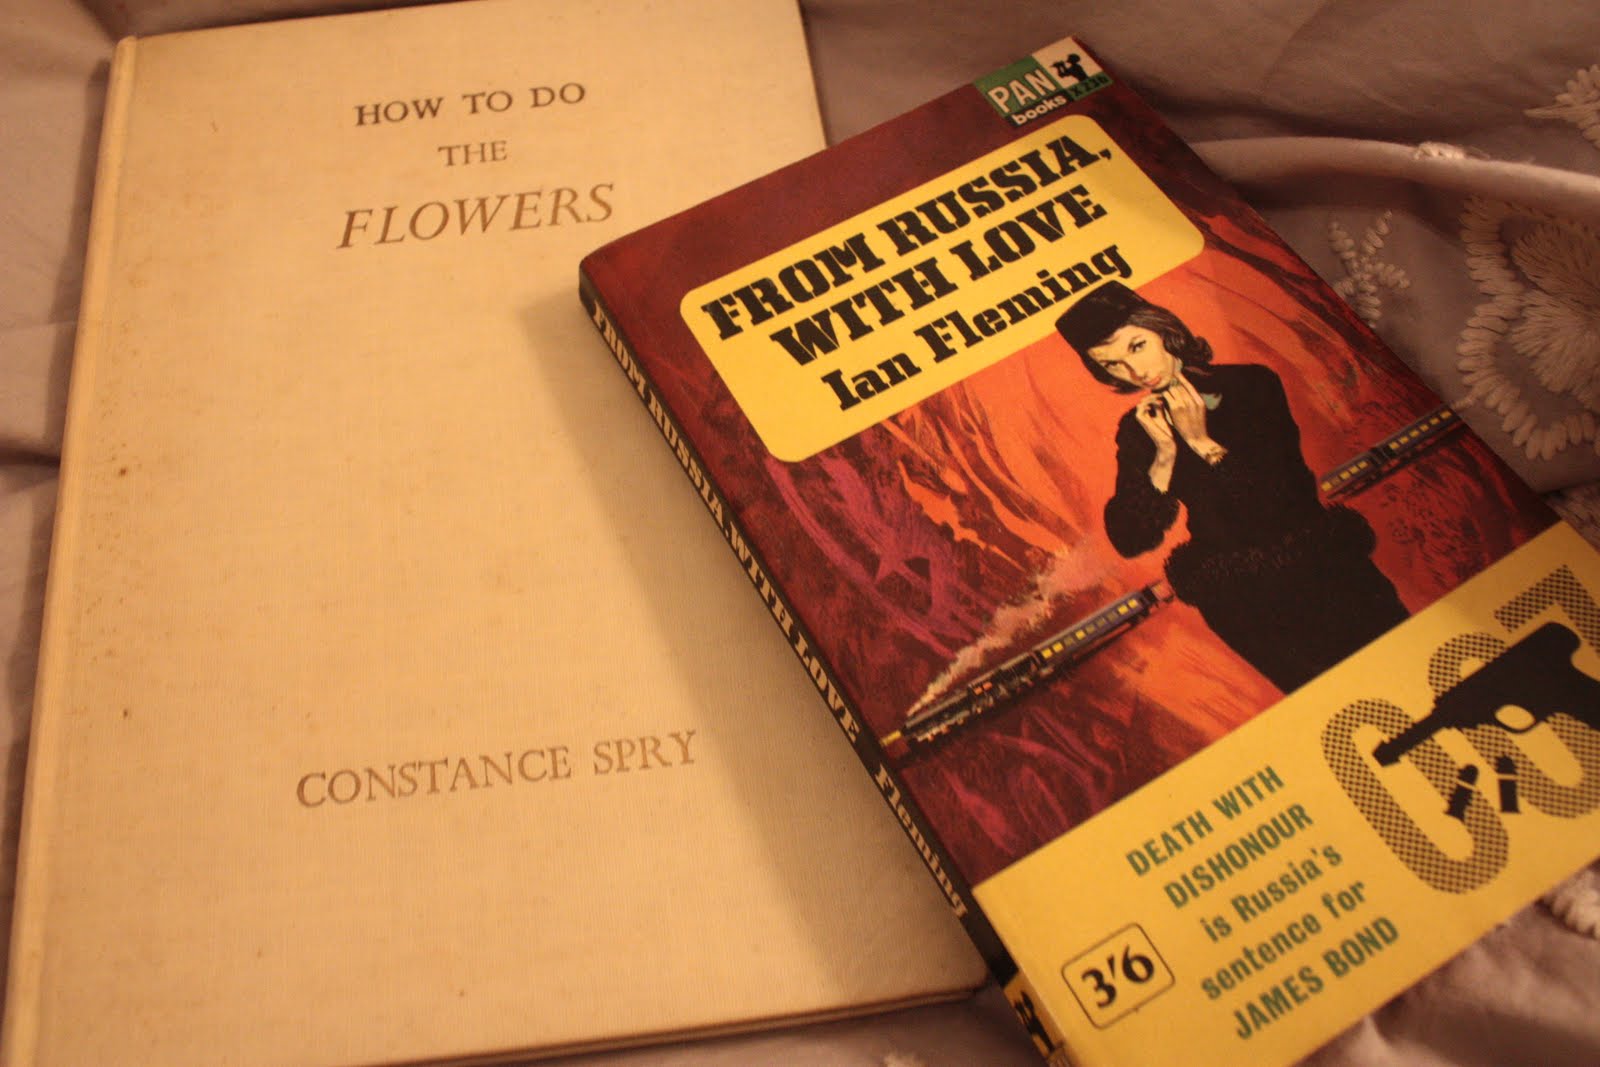 HOW TO DO
THE
FLOWERS
CONSTANCE SPRY
PAN
books X236
FROM RUSSIA,
WITH LOVE
Ian Fleming
FROM RUSSIA, WITH LOVE Fleming
007
DEATH WITH
DISHONOUR
is Russia's
sentence for
JAMES BOND
3'6